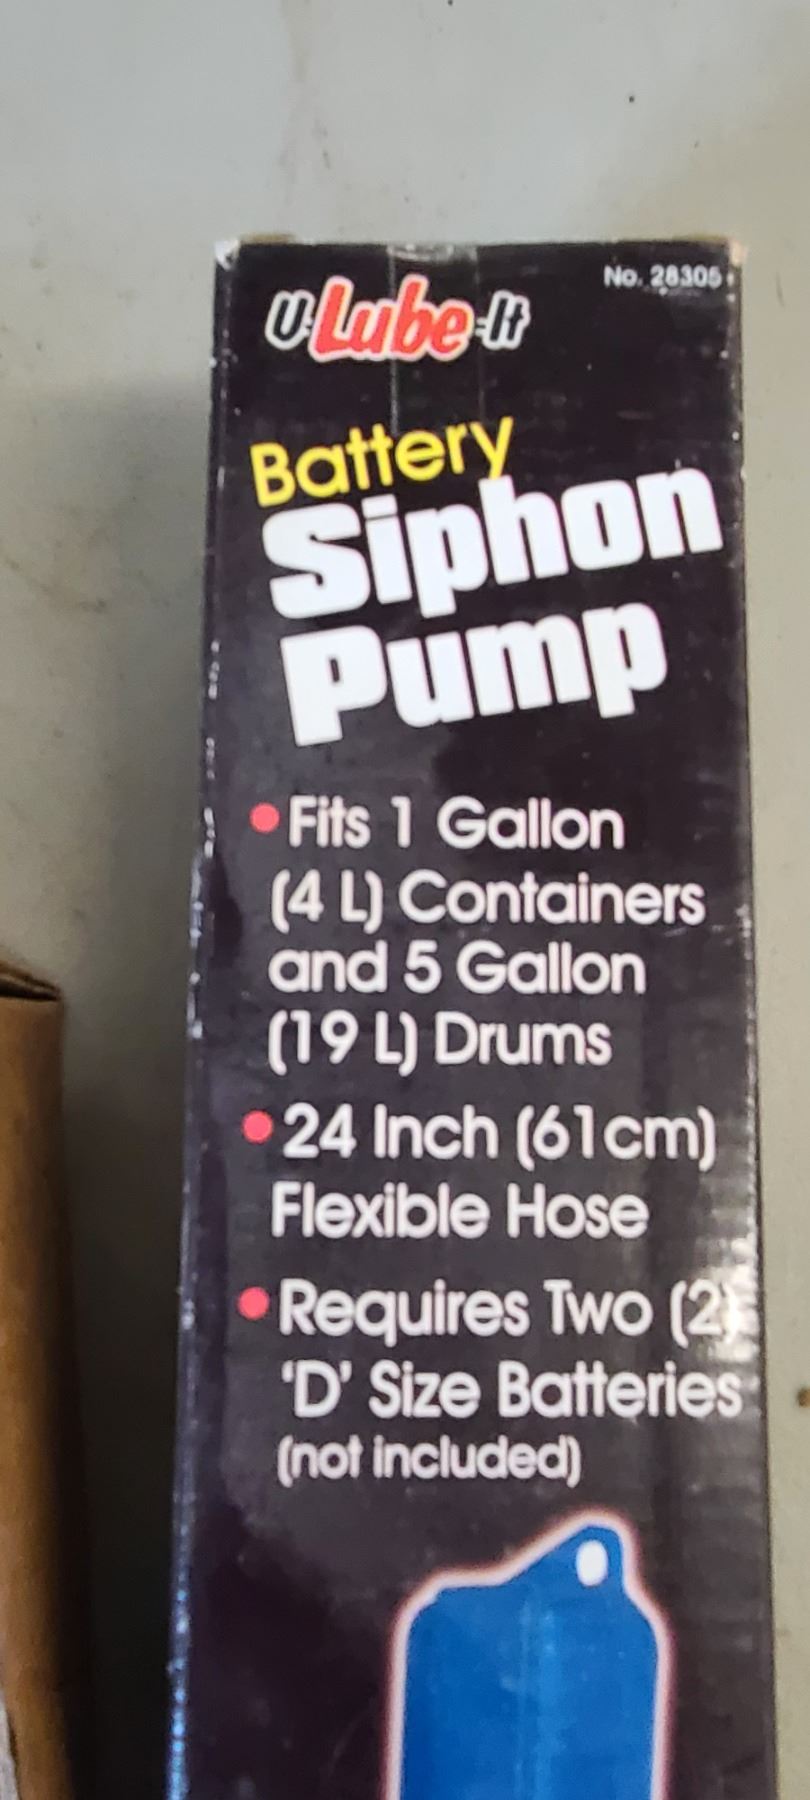 No. 28305
U-Lube-It
Battery
Siphon
Pump
• Fits 1 Gallon
(4 L) Containers
and 5 Gallon
(19 L) Drums
• 24 Inch (61cm)
Flexible Hose
• Requires Two (2)
'D' Size Batteries
(not included)